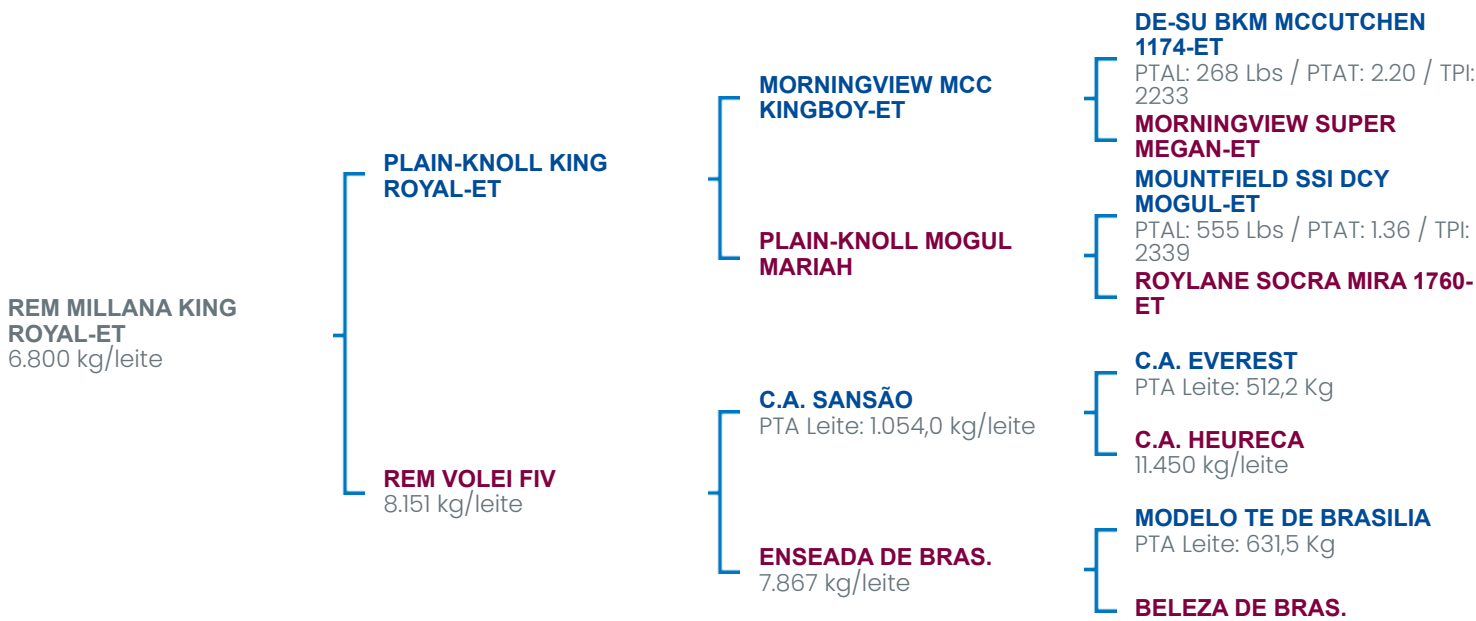 REM MILLANA KING
ROYAL-ET
6.800 kg/leite
PLAIN-KNOLL KING
ROYAL-ET
REM VOLEI FIV
8.151 kg/leite
MORNINGVIEW MCC
KINGBOY-ET
PLAIN-KNOLL MOGUL
MARIAH
C.A. SANSÃO
PTA Leite: 1.054,0 kg/leite
ENSEADA DE BRAS.
7.867 kg/leite
DE-SU BKM MCCUTCHEN
1174-ET
PTAL: 268 Lbs / PTAT: 2.20 / TPI:
2233
MORNINGVIEW SUPER
MEGAN-ET
MOUNTFIELD SSI DCY
MOGUL-ET
PTAL: 555 Lbs / PTAT: 1.36 / TPI:
2339
ROYLANE SOCRA MIRA 1760-
ET
C.A. EVEREST
PTA Leite: 512,2 Kg
C.A. HEURECA
11.450 kg/leite
MODELO TE DE BRASILIA
PTA Leite: 631,5 Kg
BELEZA DE BRAS.